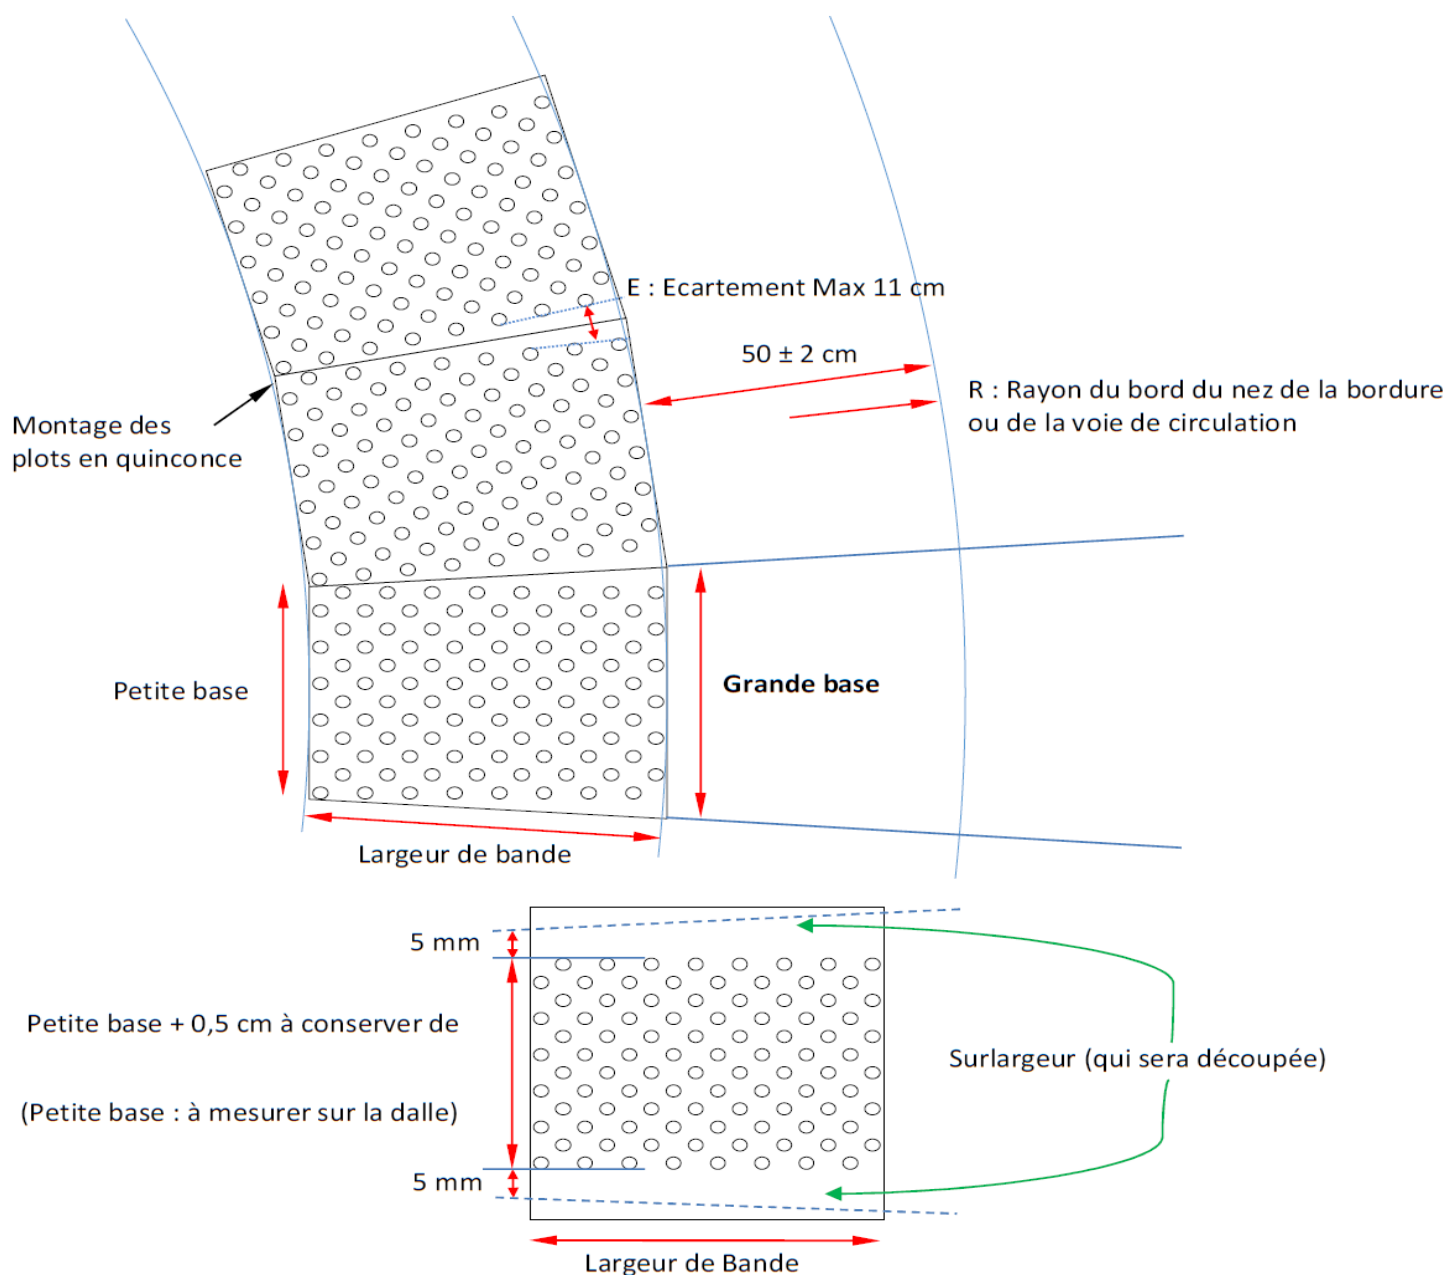 E : Ecartement Max 11 cm
50 ± 2 cm
R : Rayon du bord du nez de la bordure
ou de la voie de circulation
Montage des
plots en quinconce
Petite base
Grande base
Largeur de bande
5 mm
Petite base + 0,5 cm à conserver de
(Petite base : à mesurer sur la dalle)
Surlargeur (qui sera découpée)
5 mm
Largeur de Bande